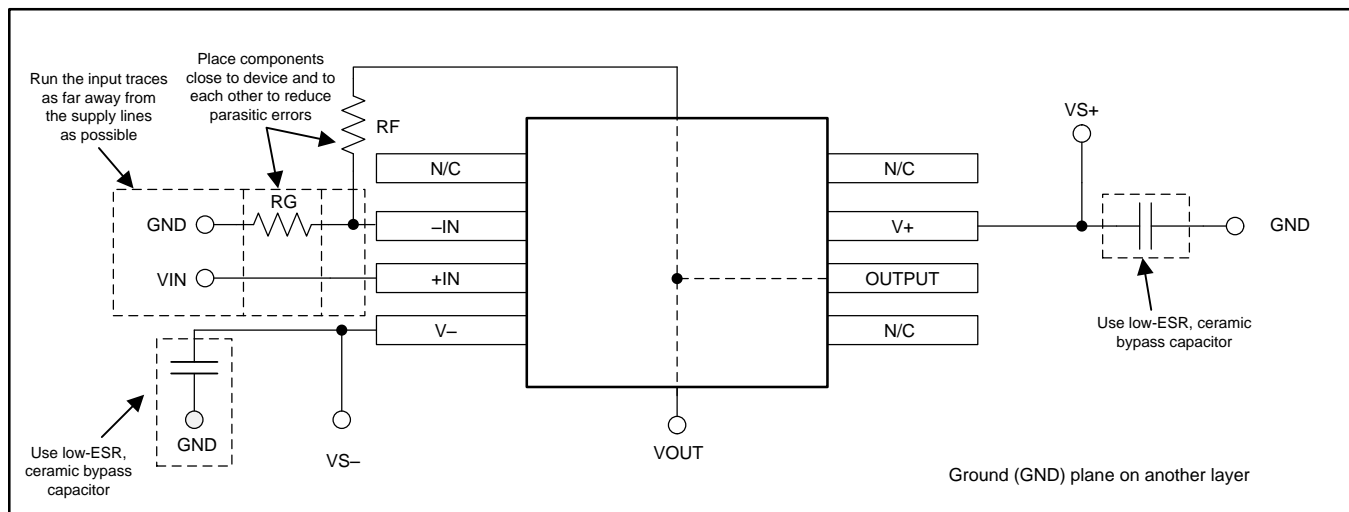 Place components
close to device and to
each other to reduce
parasitic errors
Run the input traces
as far away from
the supply lines
as possible
RF
VS+
N/C
N/C
RG
GND
–IN
V+
GND
VIN
+IN
OUTPUT
V–
N/C
Use low-ESR, ceramic
bypass capacitor
GND
VS–
VOUT
Use low-ESR,
ceramic bypass
capacitor
Ground (GND) plane on another layer